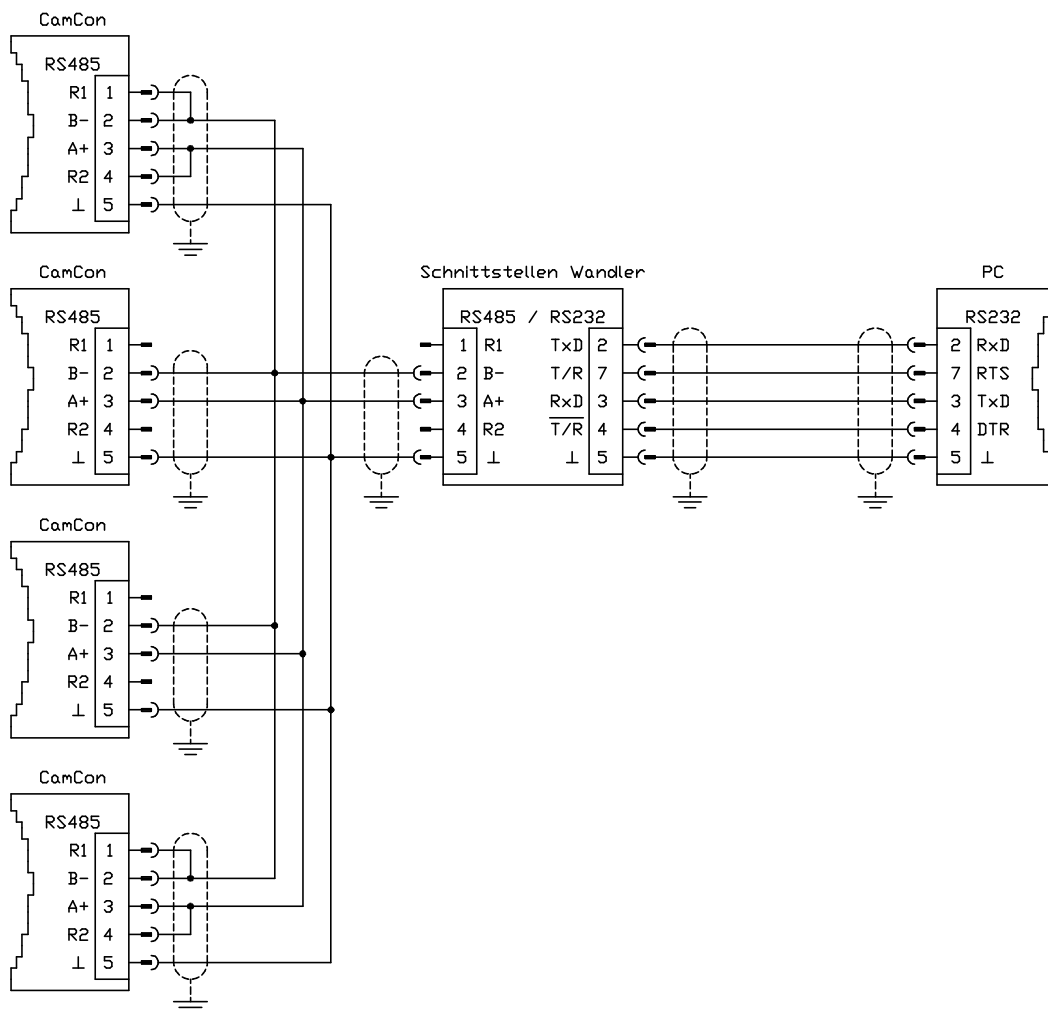 CamCon
RS485
R1 1
B- 2
A+ 3
R2 4
⊥ 5
CamCon
RS485
R1 1
B- 2
A+ 3
R2 4
⊥ 5
Schnittstellen Wandler
RS485 / RS232
1 R1 TxD 2
2 B- T/R 7
3 A+ RxD 3
4 R2 T̅/̅R̅ 4
5 ⊥ ⊥ 5
PC
RS232
2 RxD
7 RTS
3 TxD
4 DTR
5 ⊥
CamCon
RS485
R1 1
B- 2
A+ 3
R2 4
⊥ 5
CamCon
RS485
R1 1
B- 2
A+ 3
R2 4
⊥ 5